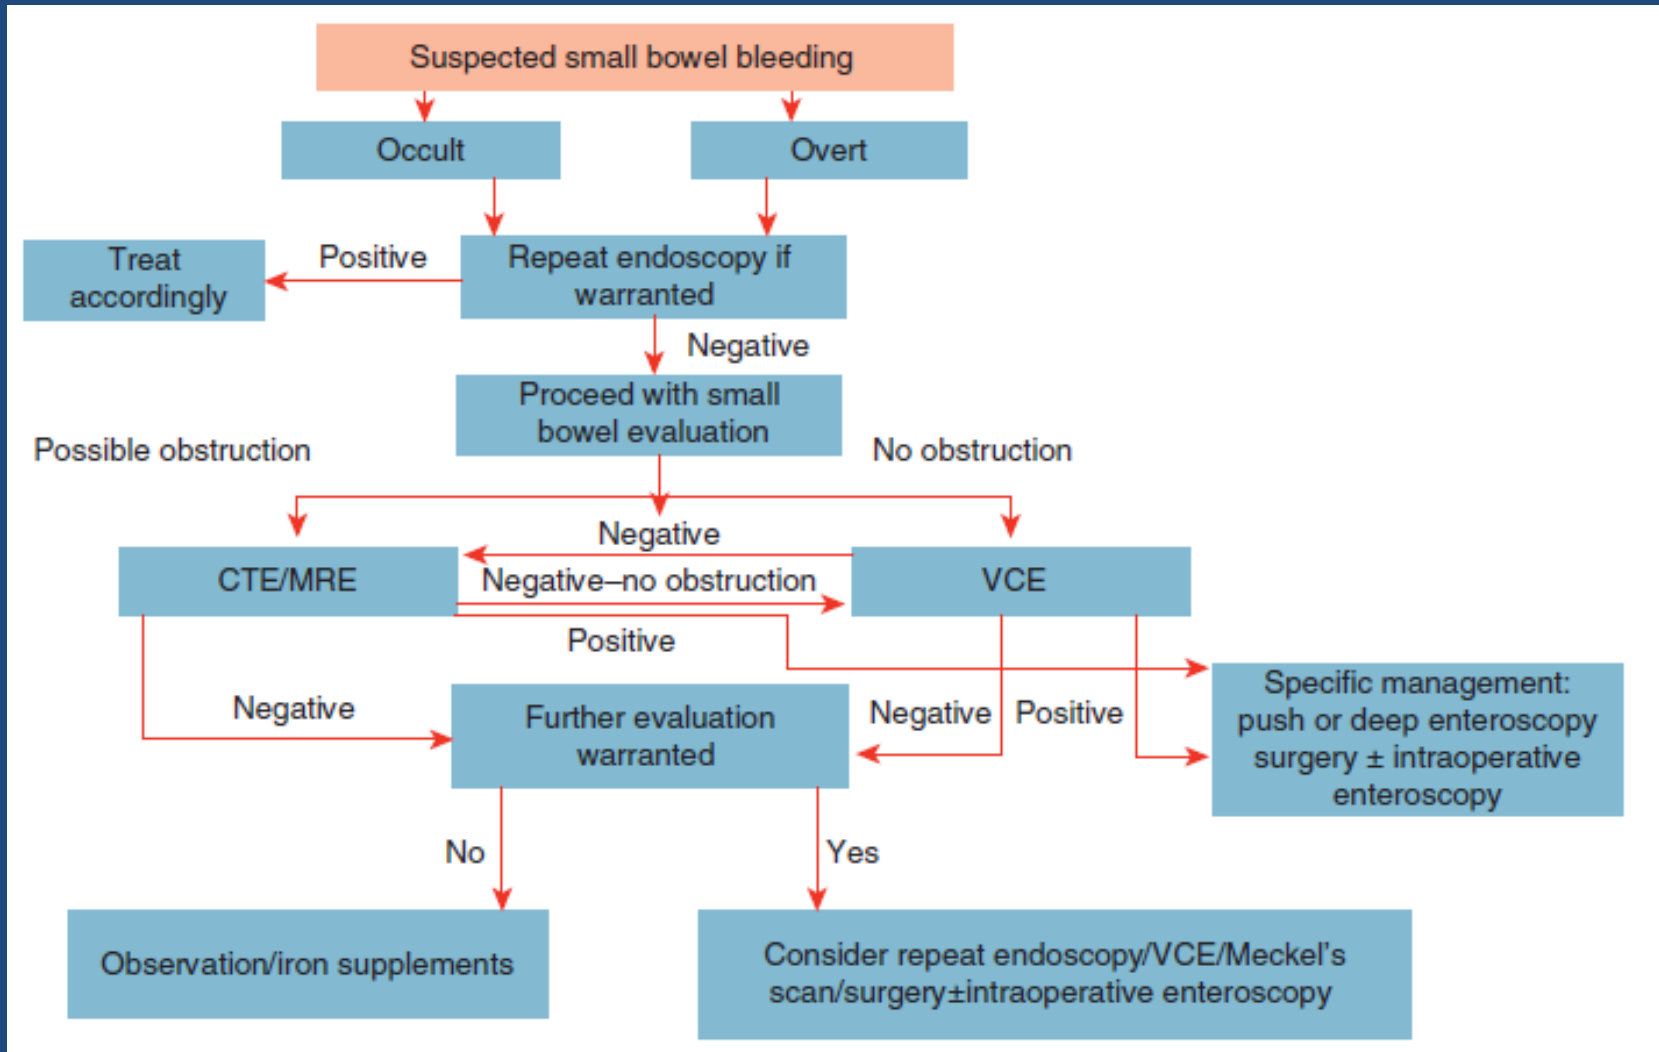 Suspected small bowel bleeding
Occult
Overt
Treat
accordingly
Positive
Repeat endoscopy if
warranted
Negative
Proceed with small
bowel evaluation
Possible obstruction
No obstruction
Negative
CTE/MRE
Negative–no obstruction
VCE
Positive
Negative
Further evaluation
warranted
Negative
Positive
Specific management:
push or deep enteroscopy
surgery ± intraoperative
enteroscopy
No
Yes
Observation/iron supplements
Consider repeat endoscopy/VCE/Meckel’s
scan/surgery±intraoperative enteroscopy